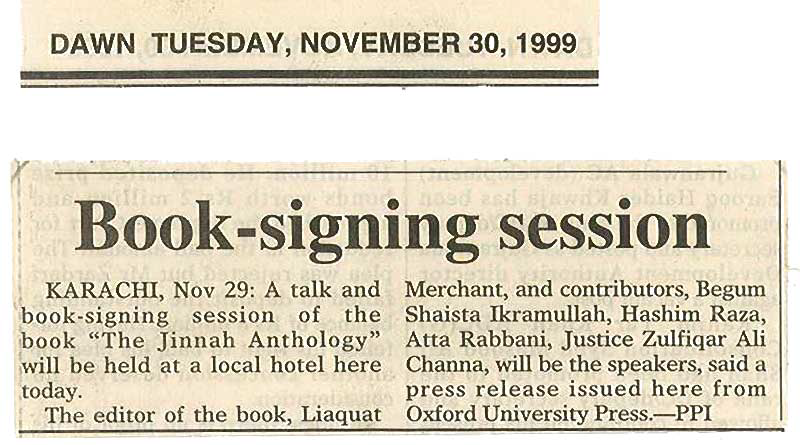 DAWN TUESDAY, NOVEMBER 30, 1999
Book-signing session
KARACHI, Nov 29: A talk and
book-signing session of the
book “The Jinnah Anthology”
will be held at a local hotel here
today.
The editor of the book, Liaquat
Merchant, and contributors, Begum
Shaista Ikramullah, Hashim Raza,
Atta Rabbani, Justice Zulfiqar Ali
Channa, will be the speakers, said a
press release issued here from
Oxford University Press.—PPI